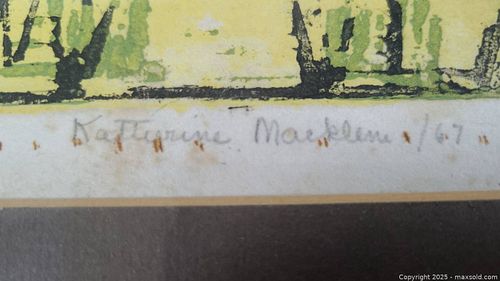 Katherine Macklem /67
Copyright © 2025 - maxsold.com